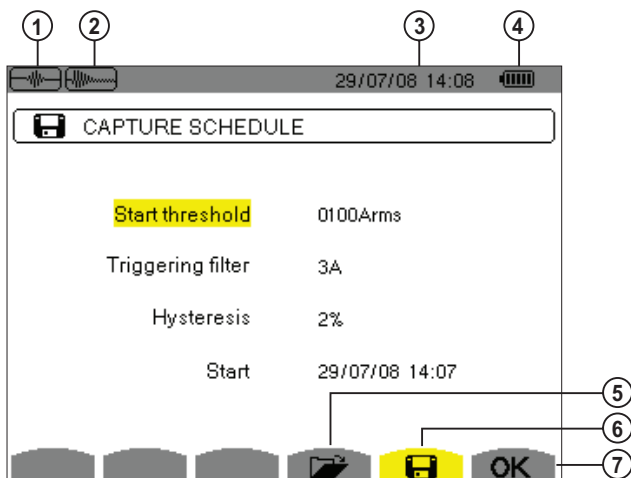 1 2 3 4
29/07/08 14:08
CAPTURE SCHEDULE
Start threshold 0100Arms
Triggering filter 3A
Hysteresis 2%
Start 29/07/08 14:07
5
6
OK 7